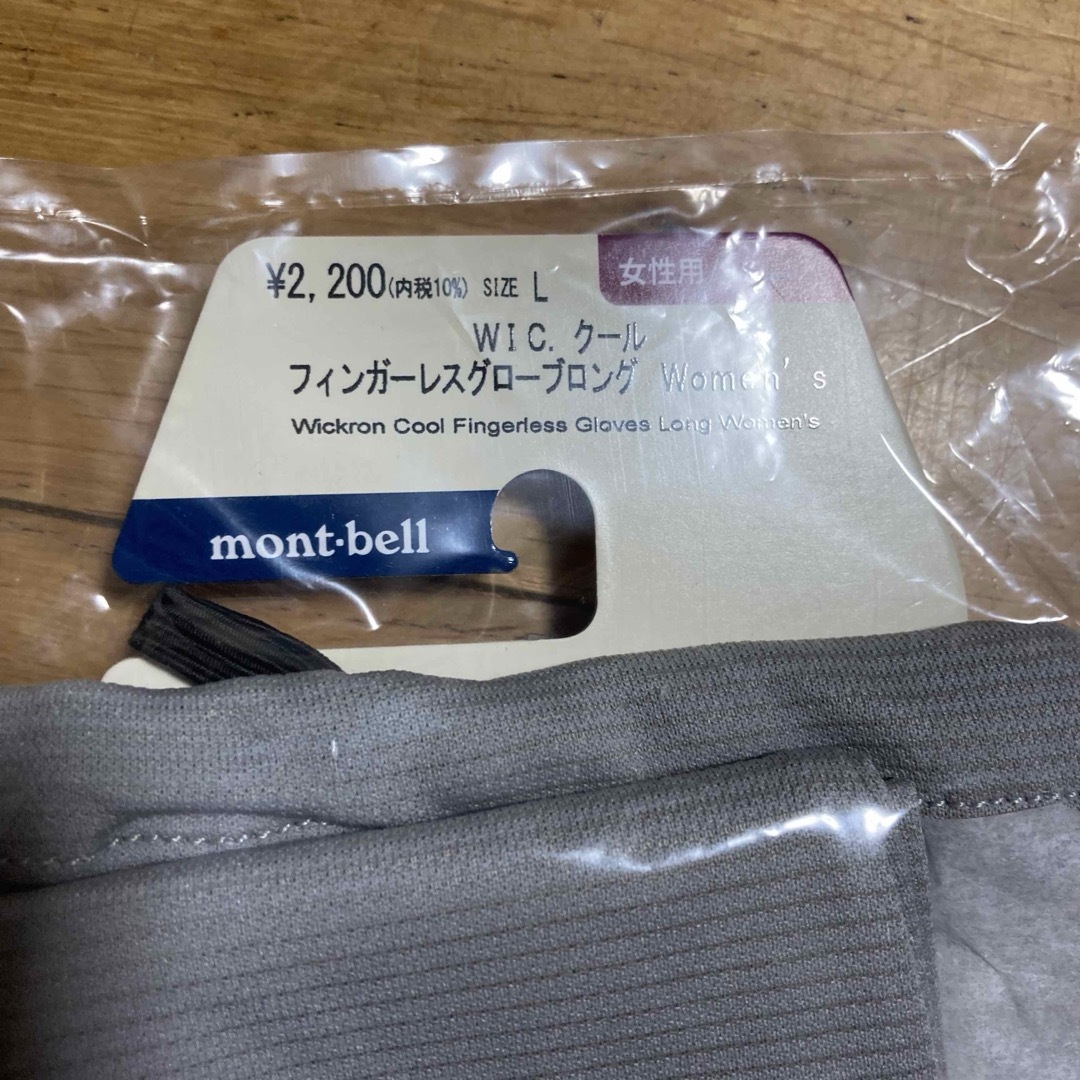 ¥2,200(内税10%) SIZE L
女性用
WIC. クール
フィンガーレスグローブロング Women's
Wickron Cool Fingerless Gloves Long Women's
mont-bell